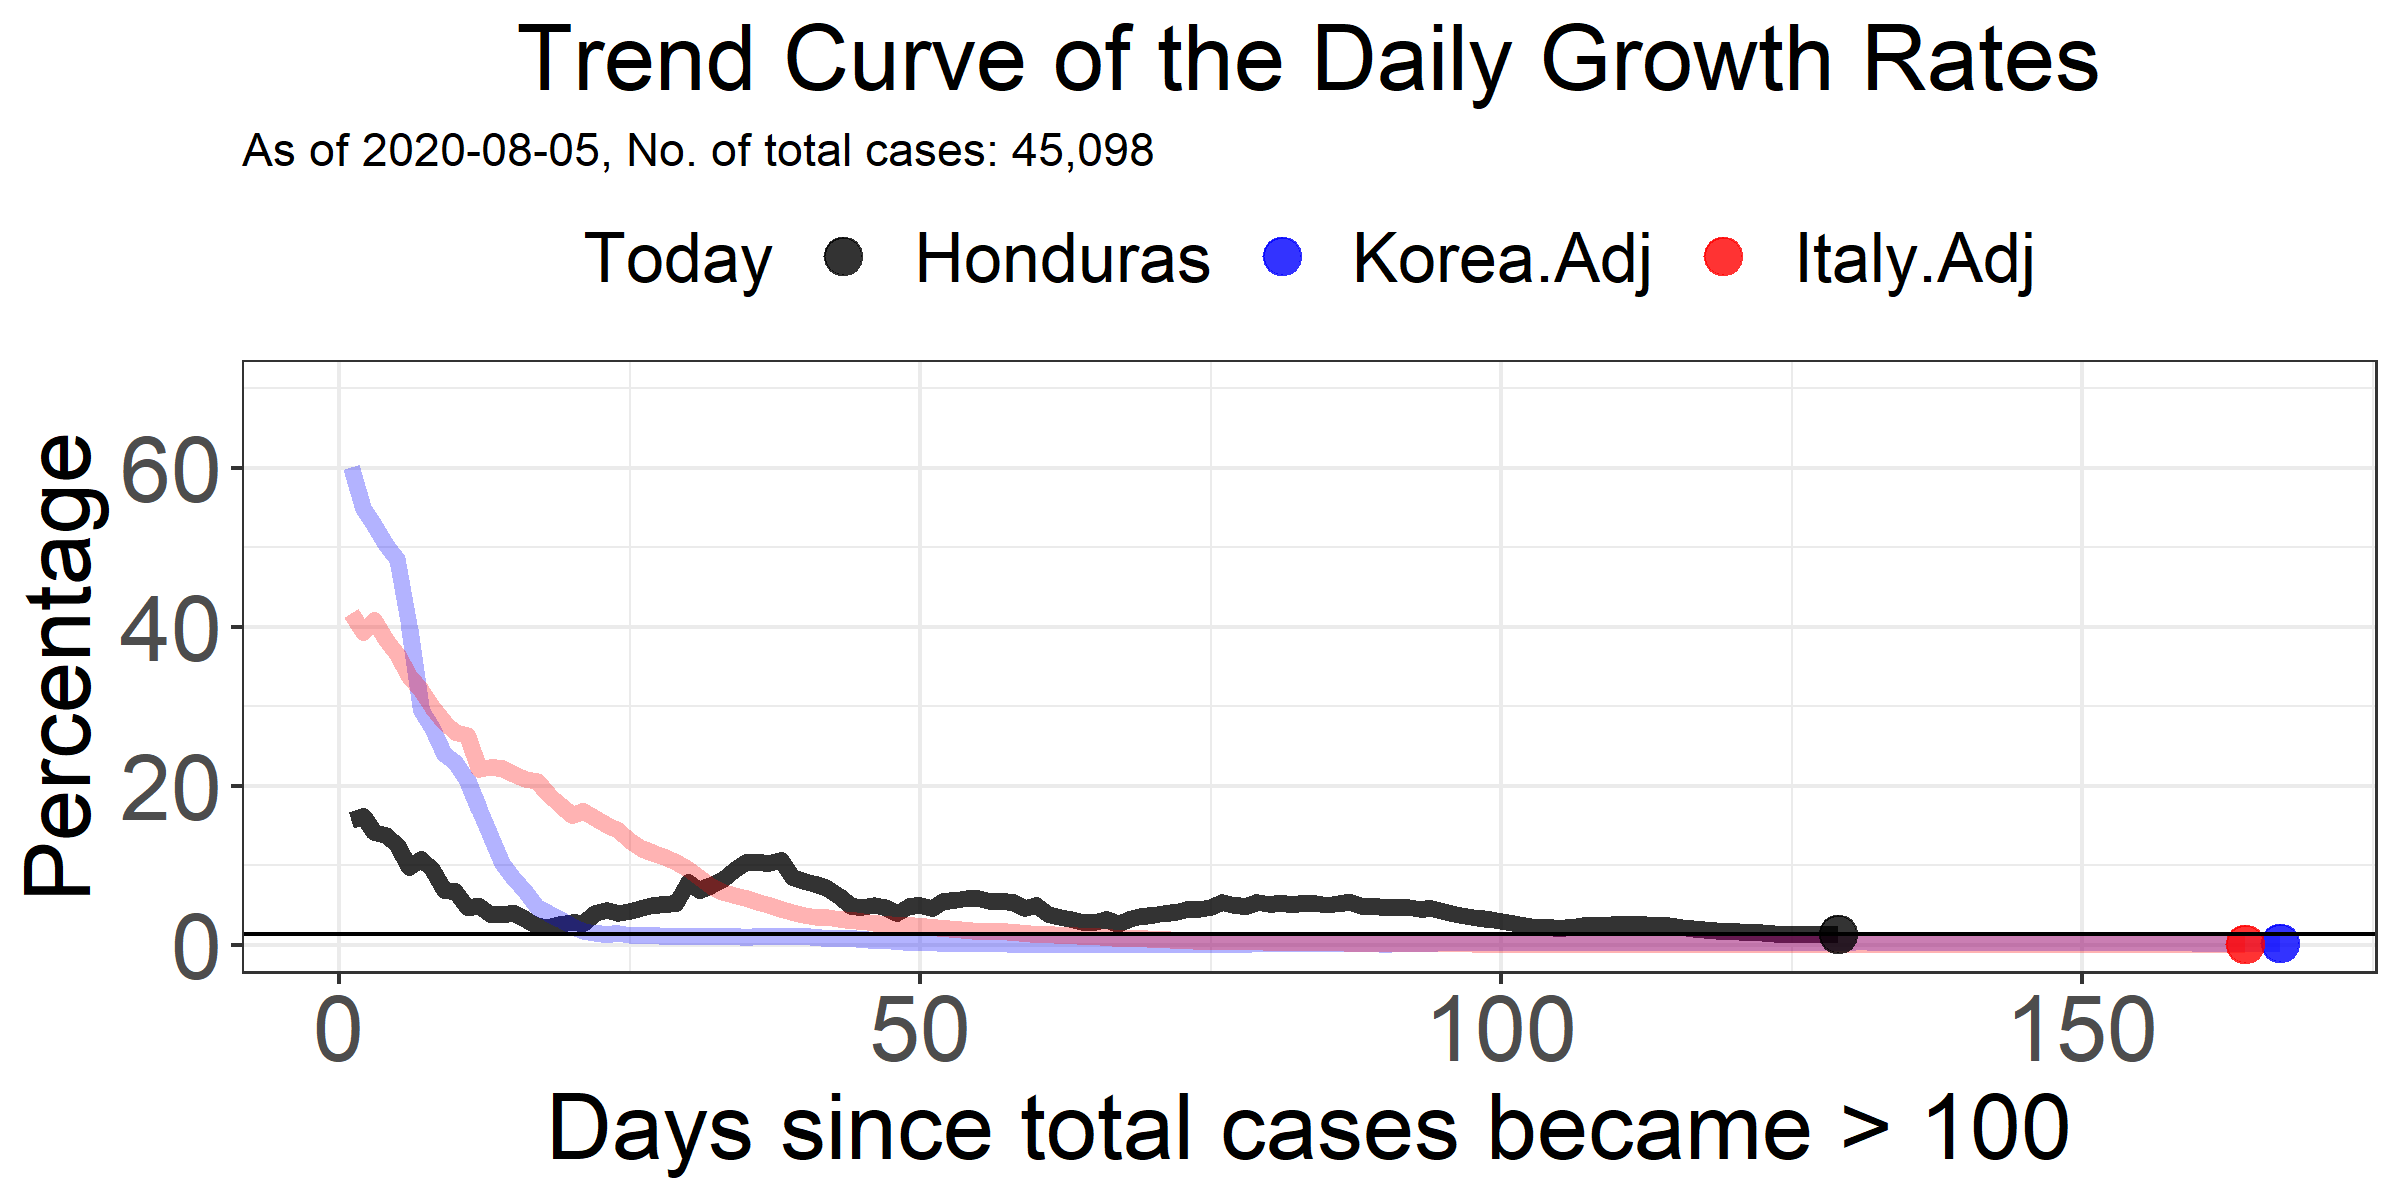 Trend Curve of the Daily Growth Rates
As of 2020-08-05, No. of total cases: 45,098
Today Honduras Korea.Adj Italy.Adj
Percentage
60
40
20
0
0 50 100 150
Days since total cases became > 100